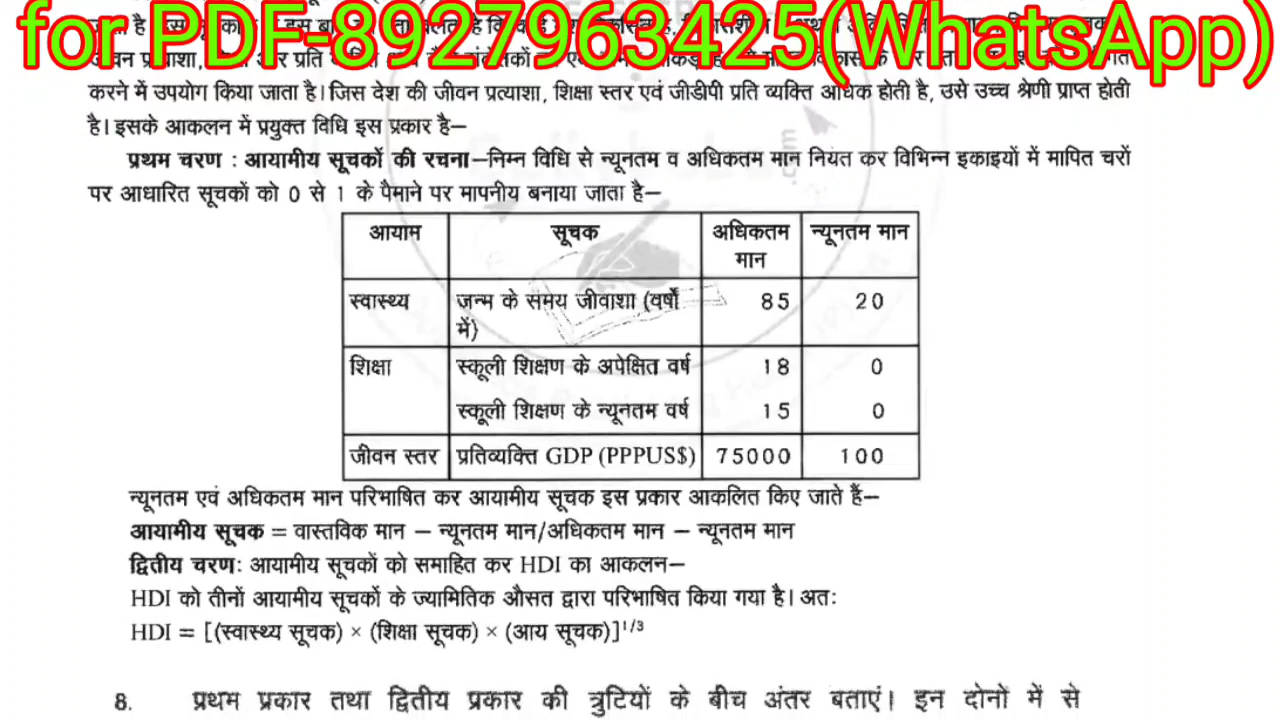 for PDF-8927963425(WhatsApp)
करने में उपयोग किया जाता है। जिस देश की जीवन प्रत्याशा, शिक्षा स्तर एवं जीडीपी प्रति व्यक्ति अधिक होती है, उसे उच्च श्रेणी प्राप्त होती
है। इसके आकलन में प्रयुक्त विधि इस प्रकार है—
प्रथम चरण : आयामीय सूचकों की रचना—निम्न विधि से न्यूनतम व अधिकतम मान नियत कर विभिन्न इकाइयों में मापित चरों
पर आधारित सूचकों को 0 से 1 के पैमाने पर मापनीय बनाया जाता है—
आयाम सूचक अधिकतम मान न्यूनतम मान
स्वास्थ्य जन्म के समय जीवाशा (वर्षों में) 85 20
शिक्षा स्कूली शिक्षण के अपेक्षित वर्ष 18 0
स्कूली शिक्षण के न्यूनतम वर्ष 15 0
जीवन स्तर प्रतिव्यक्ति GDP (PPPUS$) 75000 100
न्यूनतम एवं अधिकतम मान परिभाषित कर आयामीय सूचक इस प्रकार आकलित किए जाते हैं—
आयामीय सूचक = वास्तविक मान – न्यूनतम मान/अधिकतम मान – न्यूनतम मान
द्वितीय चरण: आयामीय सूचकों को समाहित कर HDI का आकलन—
HDI को तीनों आयामीय सूचकों के ज्यामितिक औसत द्वारा परिभाषित किया गया है। अतः
HDI = [(स्वास्थ्य सूचक) × (शिक्षा सूचक) × (आय सूचक)]¹/³
8. प्रथम प्रकार तथा द्वितीय प्रकार की त्रुटियों के बीच अंतर बताएं। इन दोनों में से